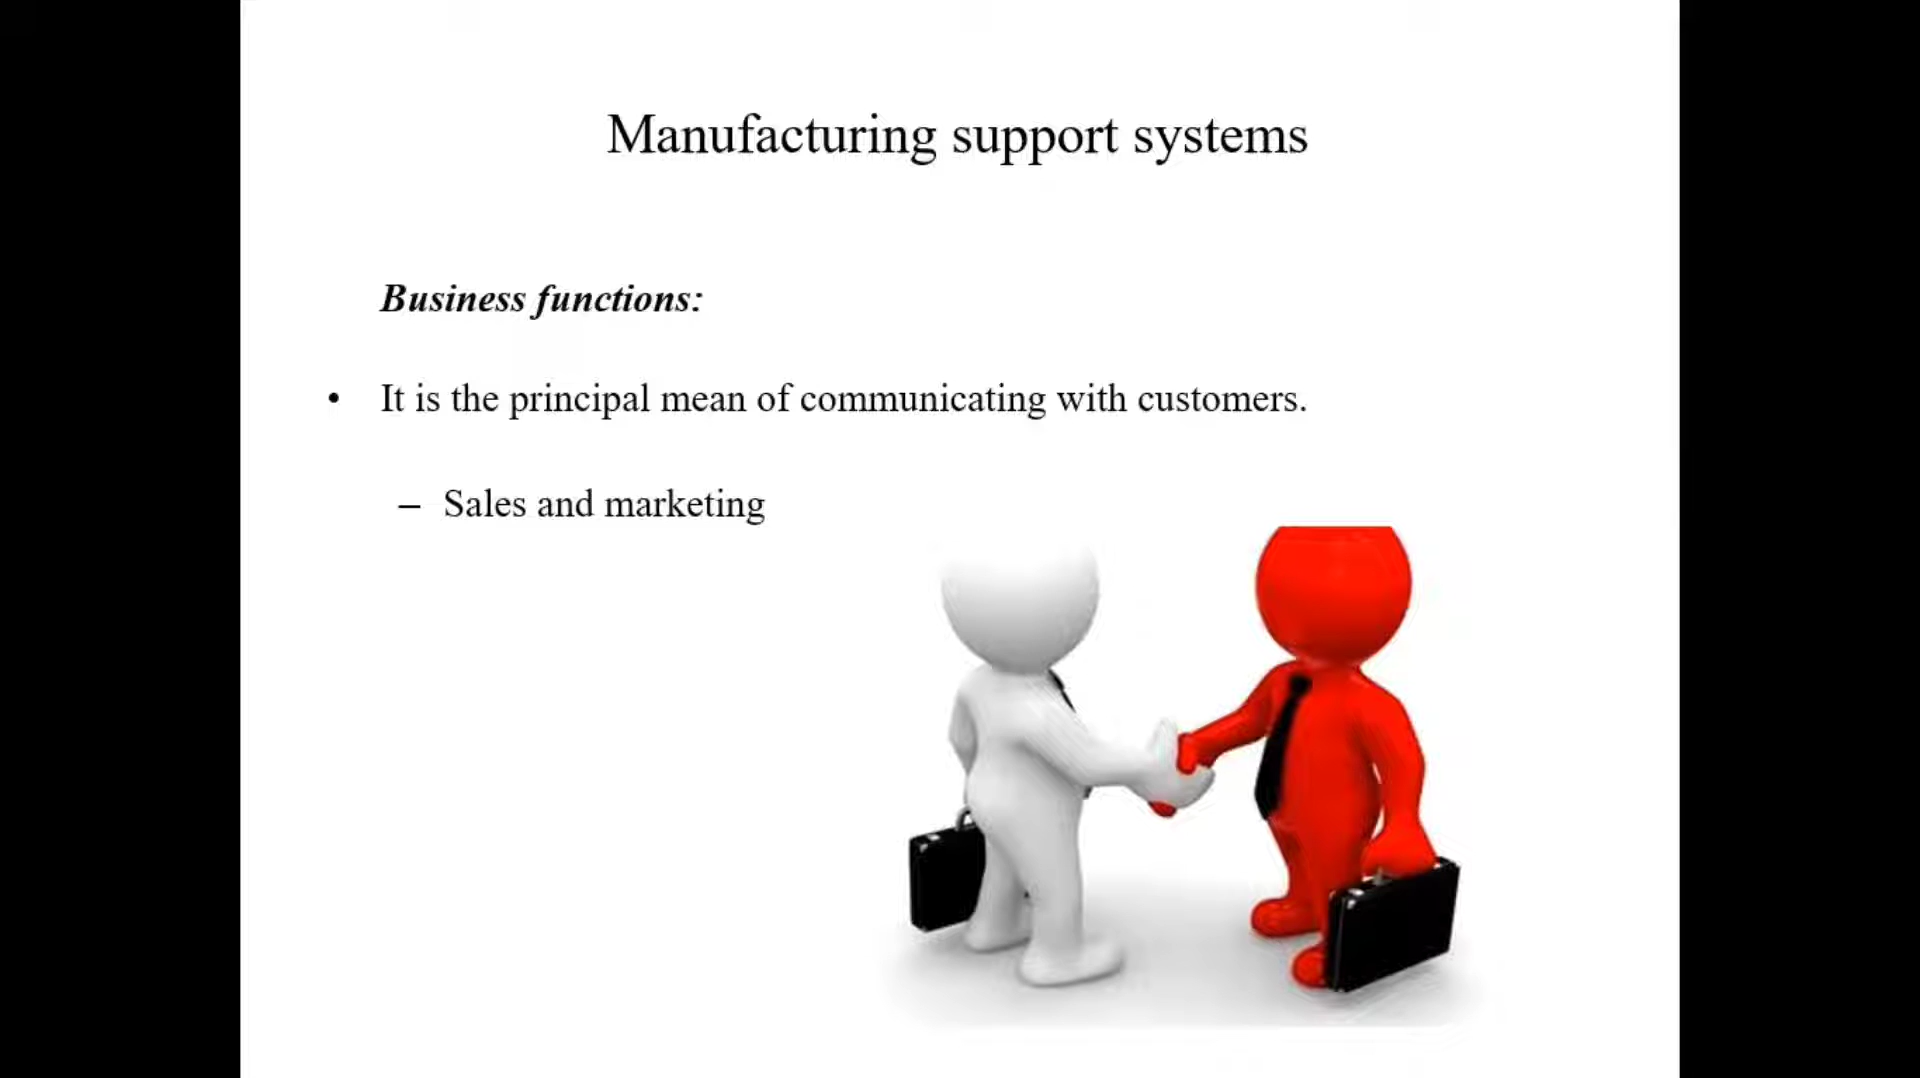 Manufacturing support systems
Business functions:
• It is the principal mean of communicating with customers.
– Sales and marketing